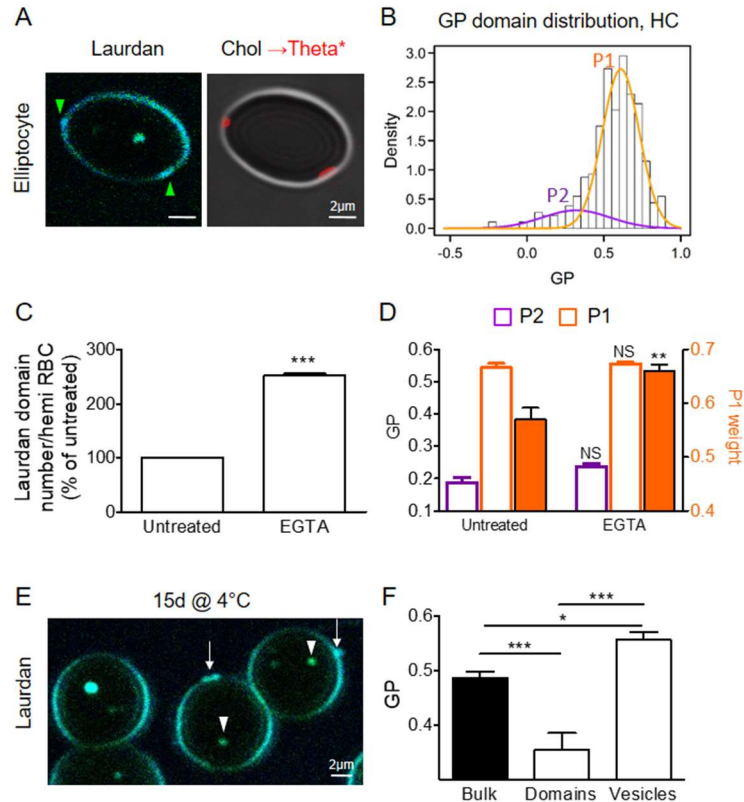 A
Laurdan
Chol →Theta*
Elliptocyte
2µm
B
GP domain distribution, HC
Density
3.0
2.5
2.0
1.5
1.0
0.5
0.0
P1
P2
-0.5
0.0
0.5
1.0
GP
C
Laurdan domain
number/hemi RBC
(% of untreated)
300
200
100
0
***
Untreated
EGTA
D
P2
P1
GP
0.6
0.5
0.4
0.3
0.2
0.1
NS
NS
**
0.7
0.6
0.5
0.4
P1 weight
Untreated
EGTA
E
15d @ 4°C
Laurdan
2µm
F
GP
0.6
0.5
0.4
***
*
***
Bulk
Domains
Vesicles